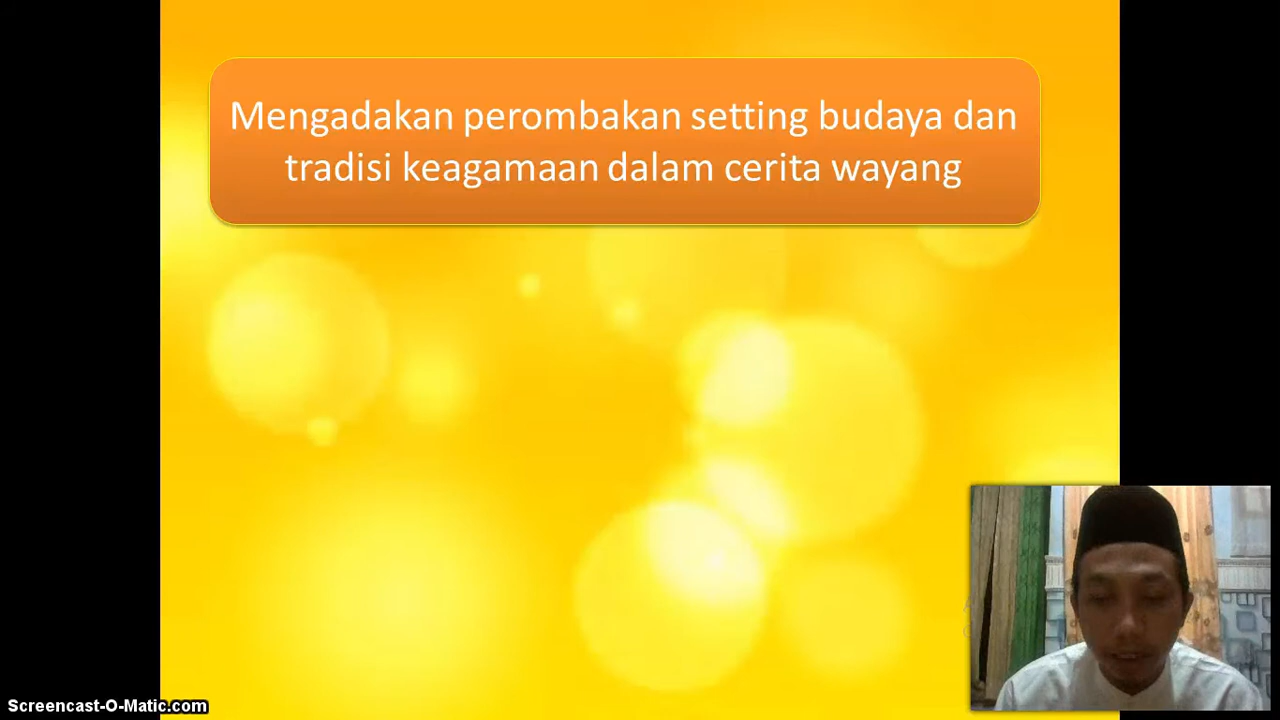 Mengadakan perombakan setting budaya dan
tradisi keagamaan dalam cerita wayang
Screencast-O-Matic.com